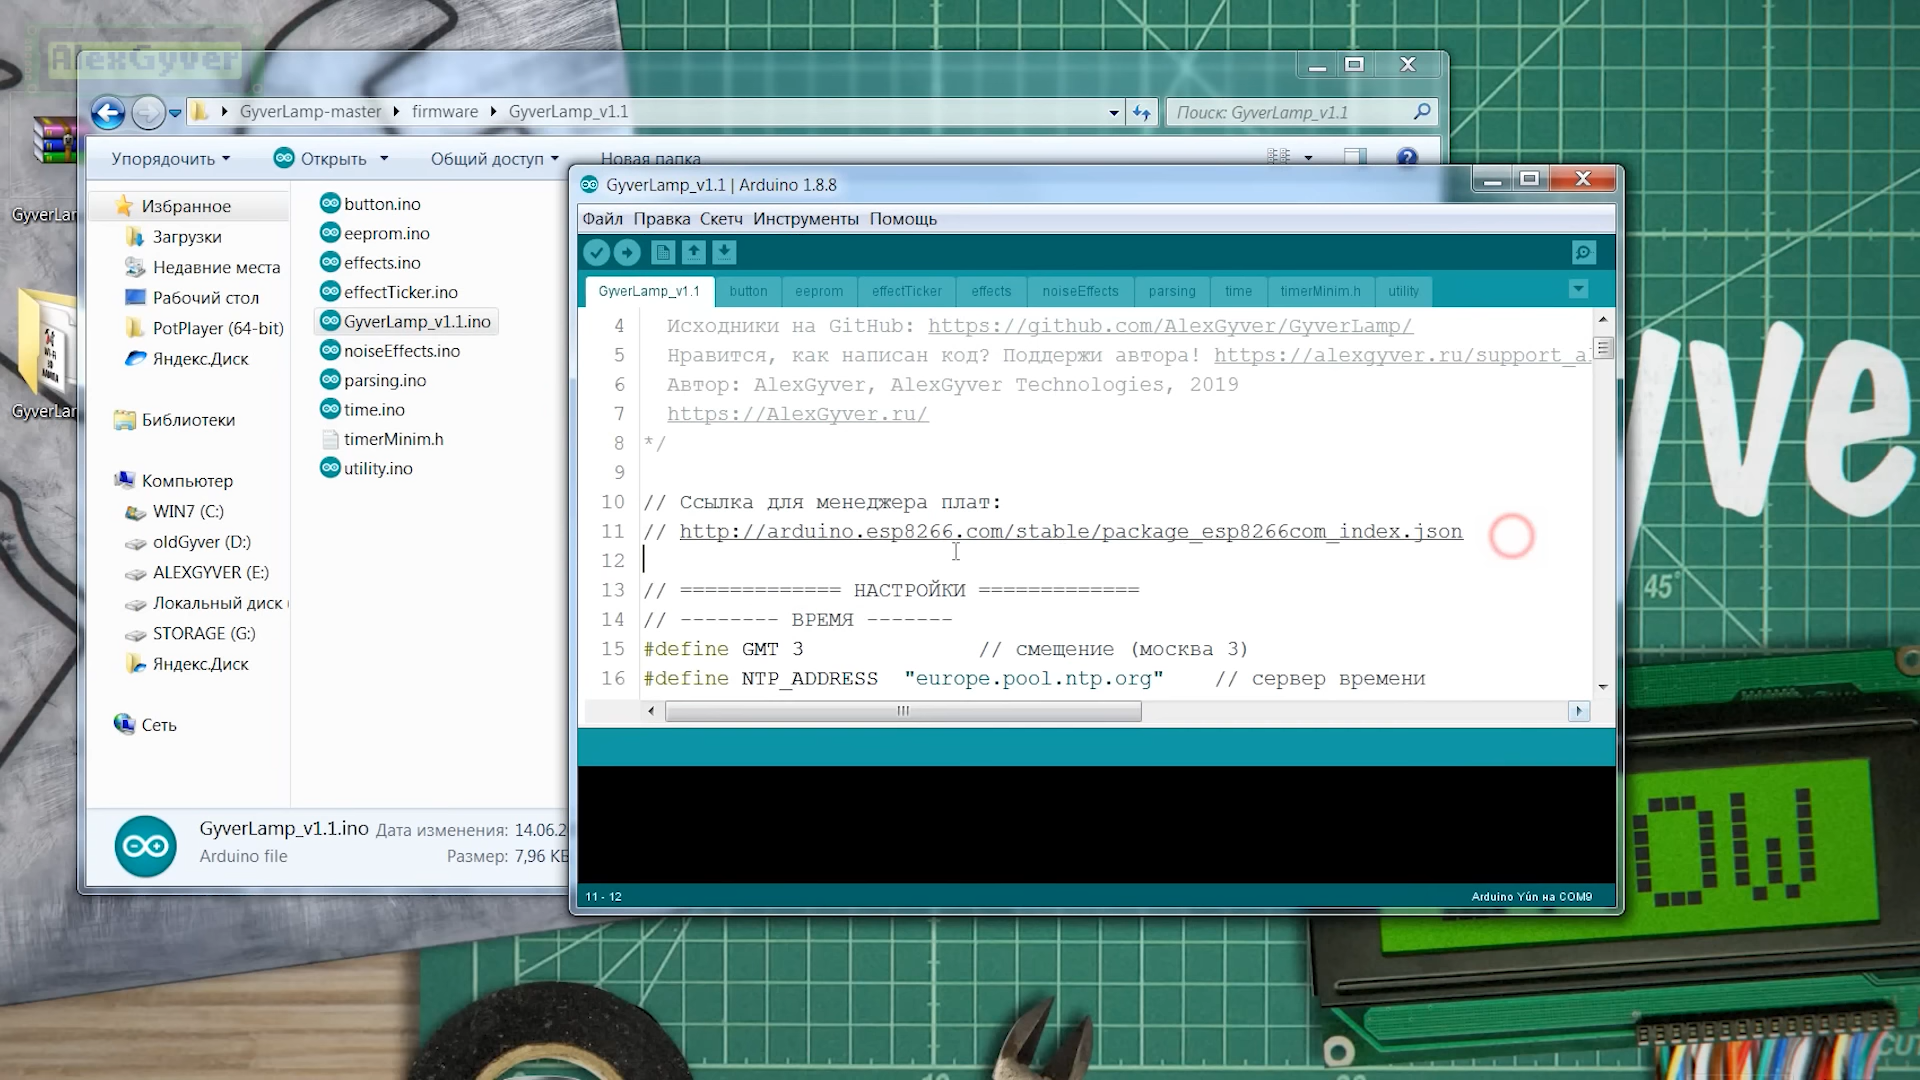 AlexGyver
GyverLamp-master
firmware
GyverLamp_v1.1
Поиск: GyverLamp_v1.1
Упорядочить
Открыть
Общий доступ
Новая папка
Избранное
Загрузки
Недавние места
Рабочий стол
PotPlayer (64-bit)
Яндекс.Диск
Библиотеки
Компьютер
WIN7 (C:)
oldGyver (D:)
ALEXGYVER (E:)
Локальный диск
STORAGE (G:)
Яндекс.Диск
Сеть
button.ino
eeprom.ino
effects.ino
effectTicker.ino
GyverLamp_v1.1.ino
noiseEffects.ino
parsing.ino
time.ino
timerMinim.h
utility.ino
GyverLamp_v1.1.ino Дата изменения: 14.06.2
Arduino file Размер: 7,96 КБ
GyverLamp_v1.1 | Arduino 1.8.8
Файл Правка Скетч Инструменты Помощь
GyverLamp_v1.1 button eeprom effectTicker effects noiseEffects parsing time timerMinim.h utility
4 Исходники на GitHub: https://github.com/AlexGyver/GyverLamp/
5 Нравится, как написан код? Поддержи автора! https://alexgyver.ru/support_a
6 Автор: AlexGyver, AlexGyver Technologies, 2019
7 https://AlexGyver.ru/
8 */
9
10 // Ссылка для менеджера плат:
11 // http://arduino.esp8266.com/stable/package_esp8266com_index.json
12
13 // ============= НАСТРОЙКИ =============
14 // -------- ВРЕМЯ -------
15 #define GMT 3 // смещение (москва 3)
16 #define NTP_ADDRESS "europe.pool.ntp.org" // сервер времени
11 - 12
Arduino Yún на COM9
GyverLar
GyverLar
yve
45°
OW